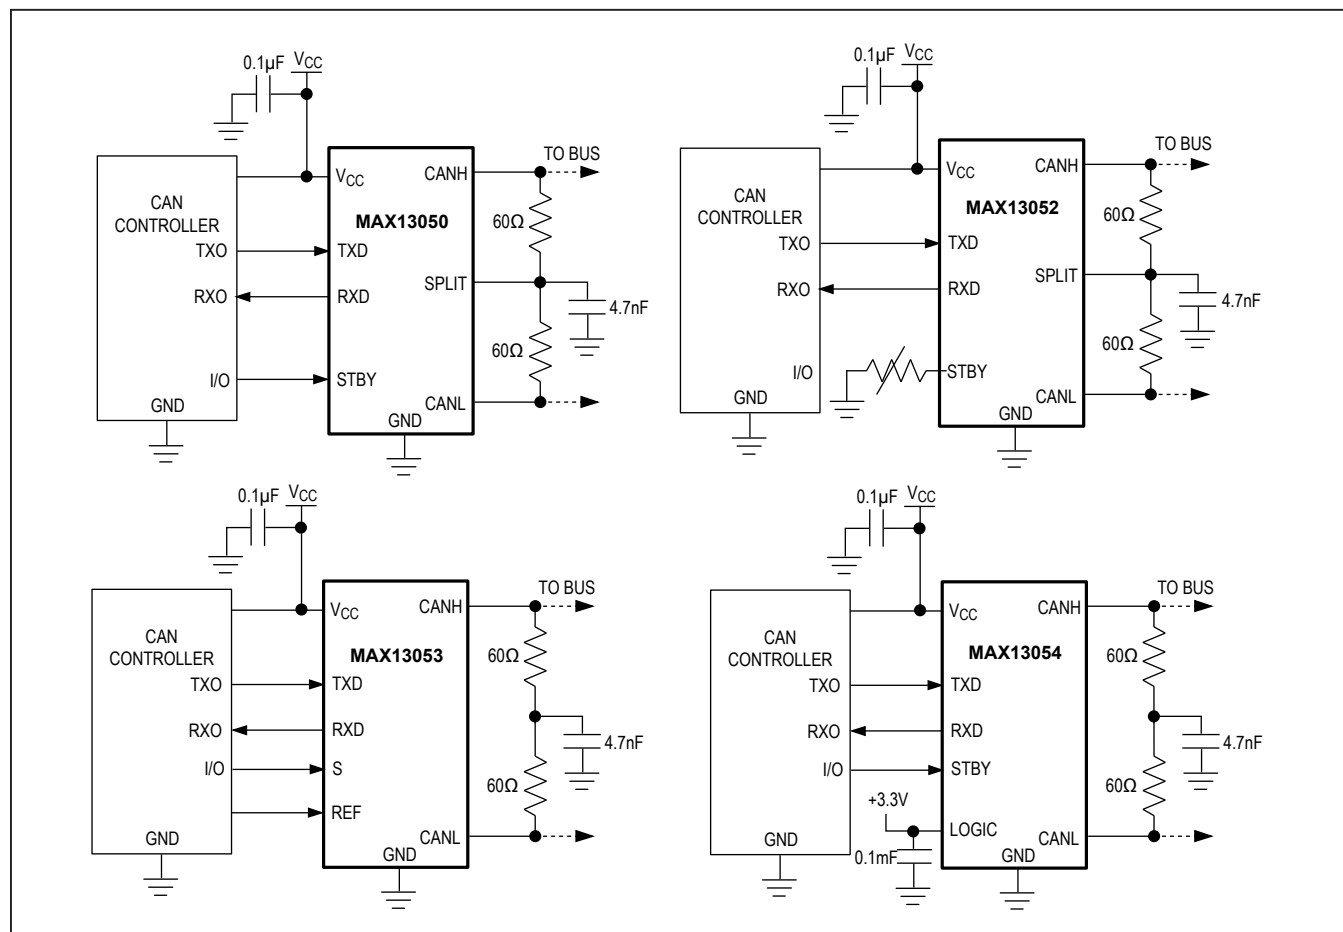 0.1µF
VCC
CAN
CONTROLLER
TXO
RXO
I/O
GND
VCC
MAX13050
TXD
RXD
STBY
GND
CANH
SPLIT
CANL
TO BUS
60Ω
60Ω
4.7nF
0.1µF
VCC
CAN
CONTROLLER
TXO
RXO
I/O
GND
VCC
MAX13052
TXD
RXD
STBY
GND
CANH
SPLIT
CANL
TO BUS
60Ω
60Ω
4.7nF
0.1µF
VCC
CAN
CONTROLLER
TXO
RXO
I/O
GND
VCC
MAX13053
TXD
RXD
S
REF
GND
CANH
CANL
TO BUS
60Ω
60Ω
4.7nF
0.1µF
VCC
CAN
CONTROLLER
TXO
RXO
I/O
GND
+3.3V
0.1mF
VCC
MAX13054
TXD
RXD
STBY
LOGIC
GND
CANH
CANL
TO BUS
60Ω
60Ω
4.7nF